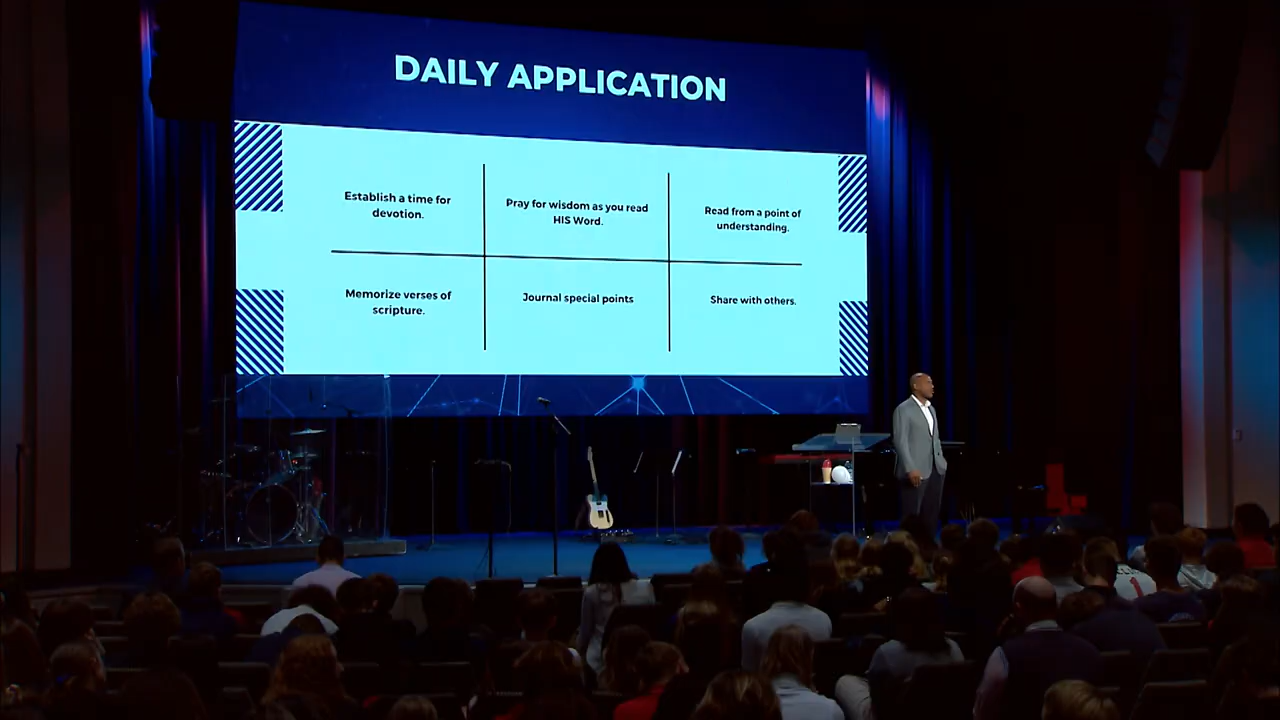 DAILY APPLICATION
Establish a time for
devotion.
Pray for wisdom as you read
HIS Word.
Read from a point of
understanding.
Memorize verses of
scripture.
Journal special points
Share with others.